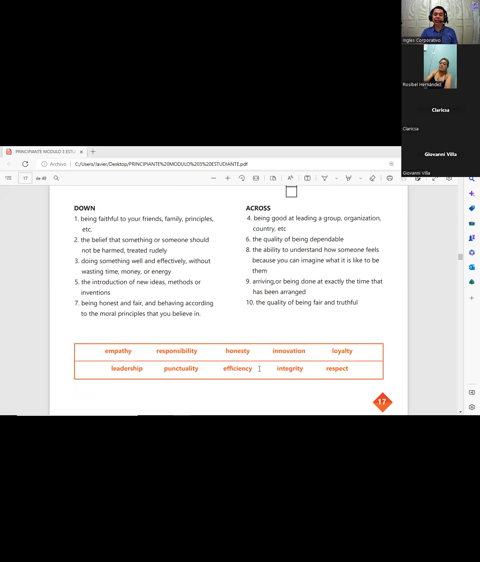 Ingles Corporativo
Rosibel Hernández
Claricsa
Claricsa
Giovanni Villa
Giovanni Villa
PRINCIPIANTE MODULO 3 ESTU
Archivo
C:/Users/Javier/Desktop/PRINCIPIANTE%20MODULO%203%20ESTUDIANTE.pdf
17
de 48
DOWN
1. being faithful to your friends, family, principles,
etc.
2. the belief that something or someone should
not be harmed, treated rudely
3. doing something well and effectively, without
wasting time, money, or energy
5. the introduction of new ideas, methods or
inventions
7. being honest and fair, and behaving according
to the moral principles that you believe in.
ACROSS
4. being good at leading a group, organization,
country, etc
6. the quality of being dependable
8. the ability to understand how someone feels
because you can imagine what it is like to be
them
9. arriving,or being done at exactly the time that
has been arranged
10. the quality of being fair and truthful
empathy responsibility honesty innovation loyalty
leadership punctuality efficiency integrity respect
17